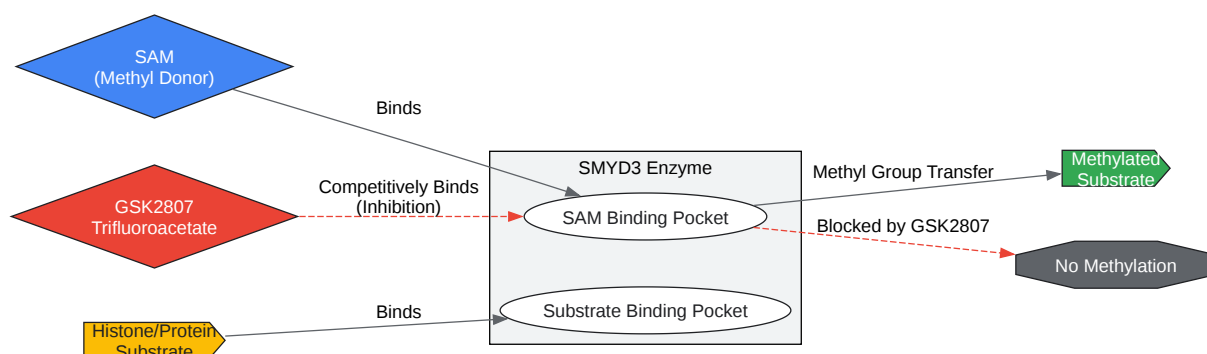 SAM
(Methyl Donor)
Binds
SMYD3 Enzyme
Methyl Group Transfer
Methylated
Substrate
GSK2807
Trifluoroacetate
Competitively Binds
(Inhibition)
SAM Binding Pocket
Blocked by GSK2807
No Methylation
Histone/Protein
Substrate
Binds
Substrate Binding Pocket